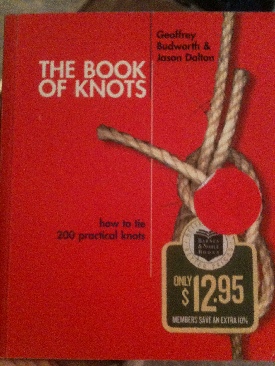 Geoffrey
Budworth &
Jason Dalton
THE BOOK
OF KNOTS
how to tie
200 practical knots
BARNES
& NOBLE
BOOKS
ONLY
$12.95
MEMBERS SAVE AN EXTRA 10%